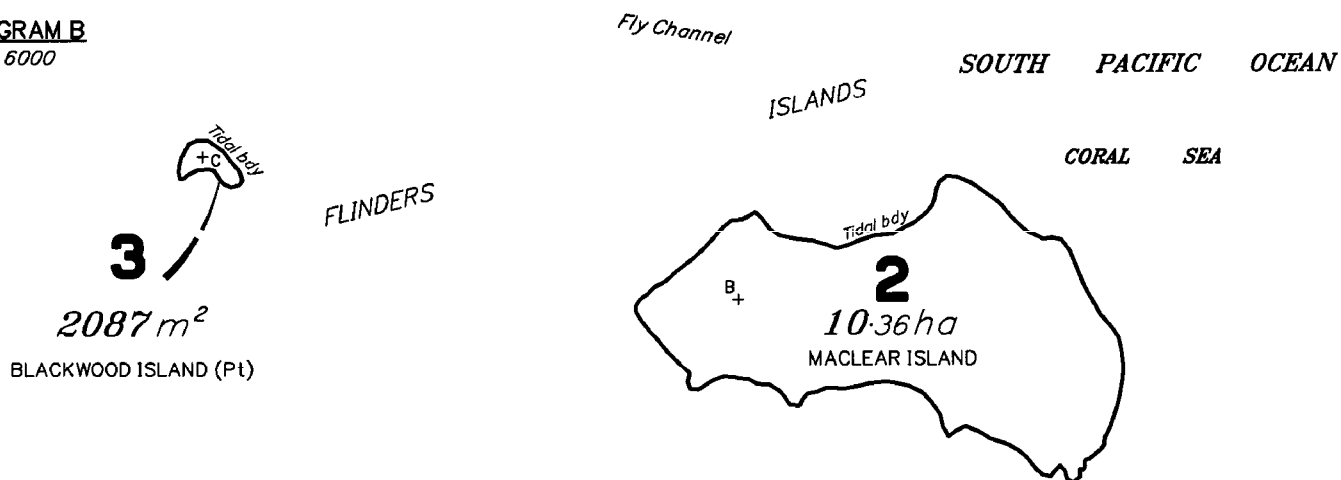 GRAM B
6000
Fly Channel
SOUTH PACIFIC OCEAN
ISLANDS
CORAL SEA
Tidal bdy
+C
FLINDERS
Tidal bdy
3
2087 m²
BLACKWOOD ISLAND (Pt)
B+
2
10·36 ha
MACLEAR ISLAND